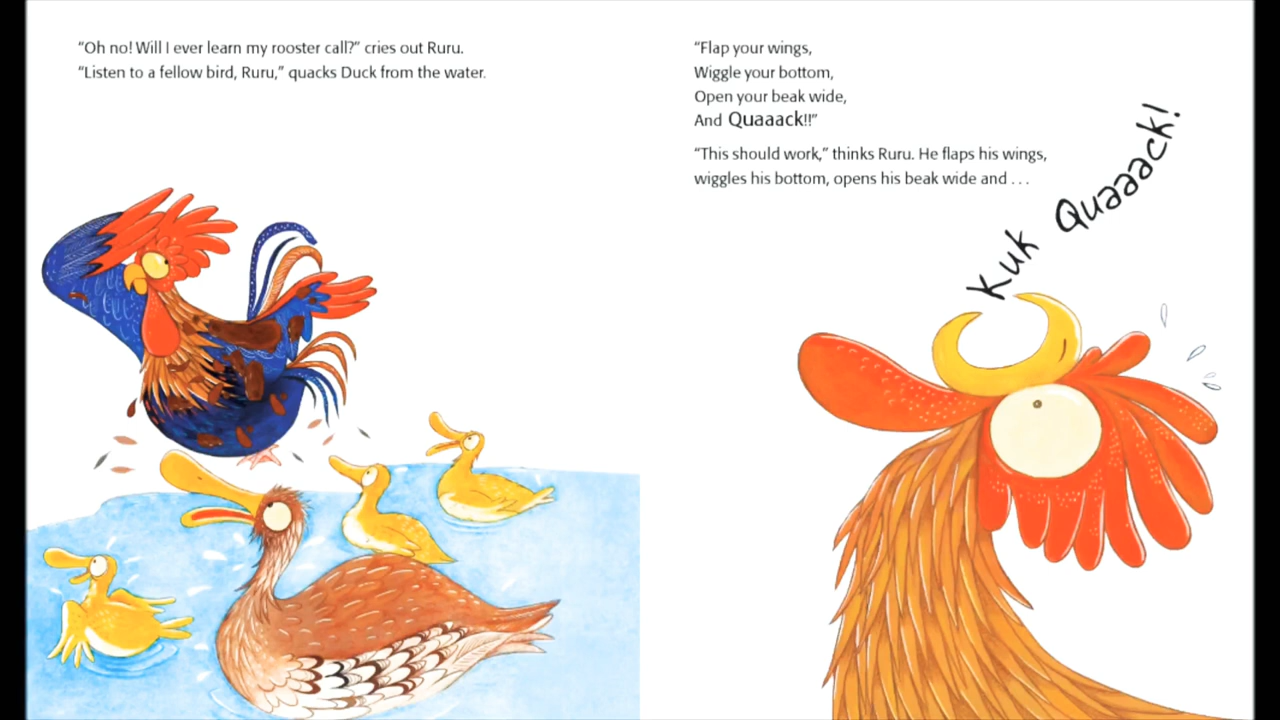 “Oh no! Will I ever learn my rooster call?” cries out Ruru.
“Listen to a fellow bird, Ruru,” quacks Duck from the water.
“Flap your wings,
Wiggle your bottom,
Open your beak wide,
And Quaaack!!”
“This should work,” thinks Ruru. He flaps his wings,
wiggles his bottom, opens his beak wide and . . .
Kuk Quaaack!